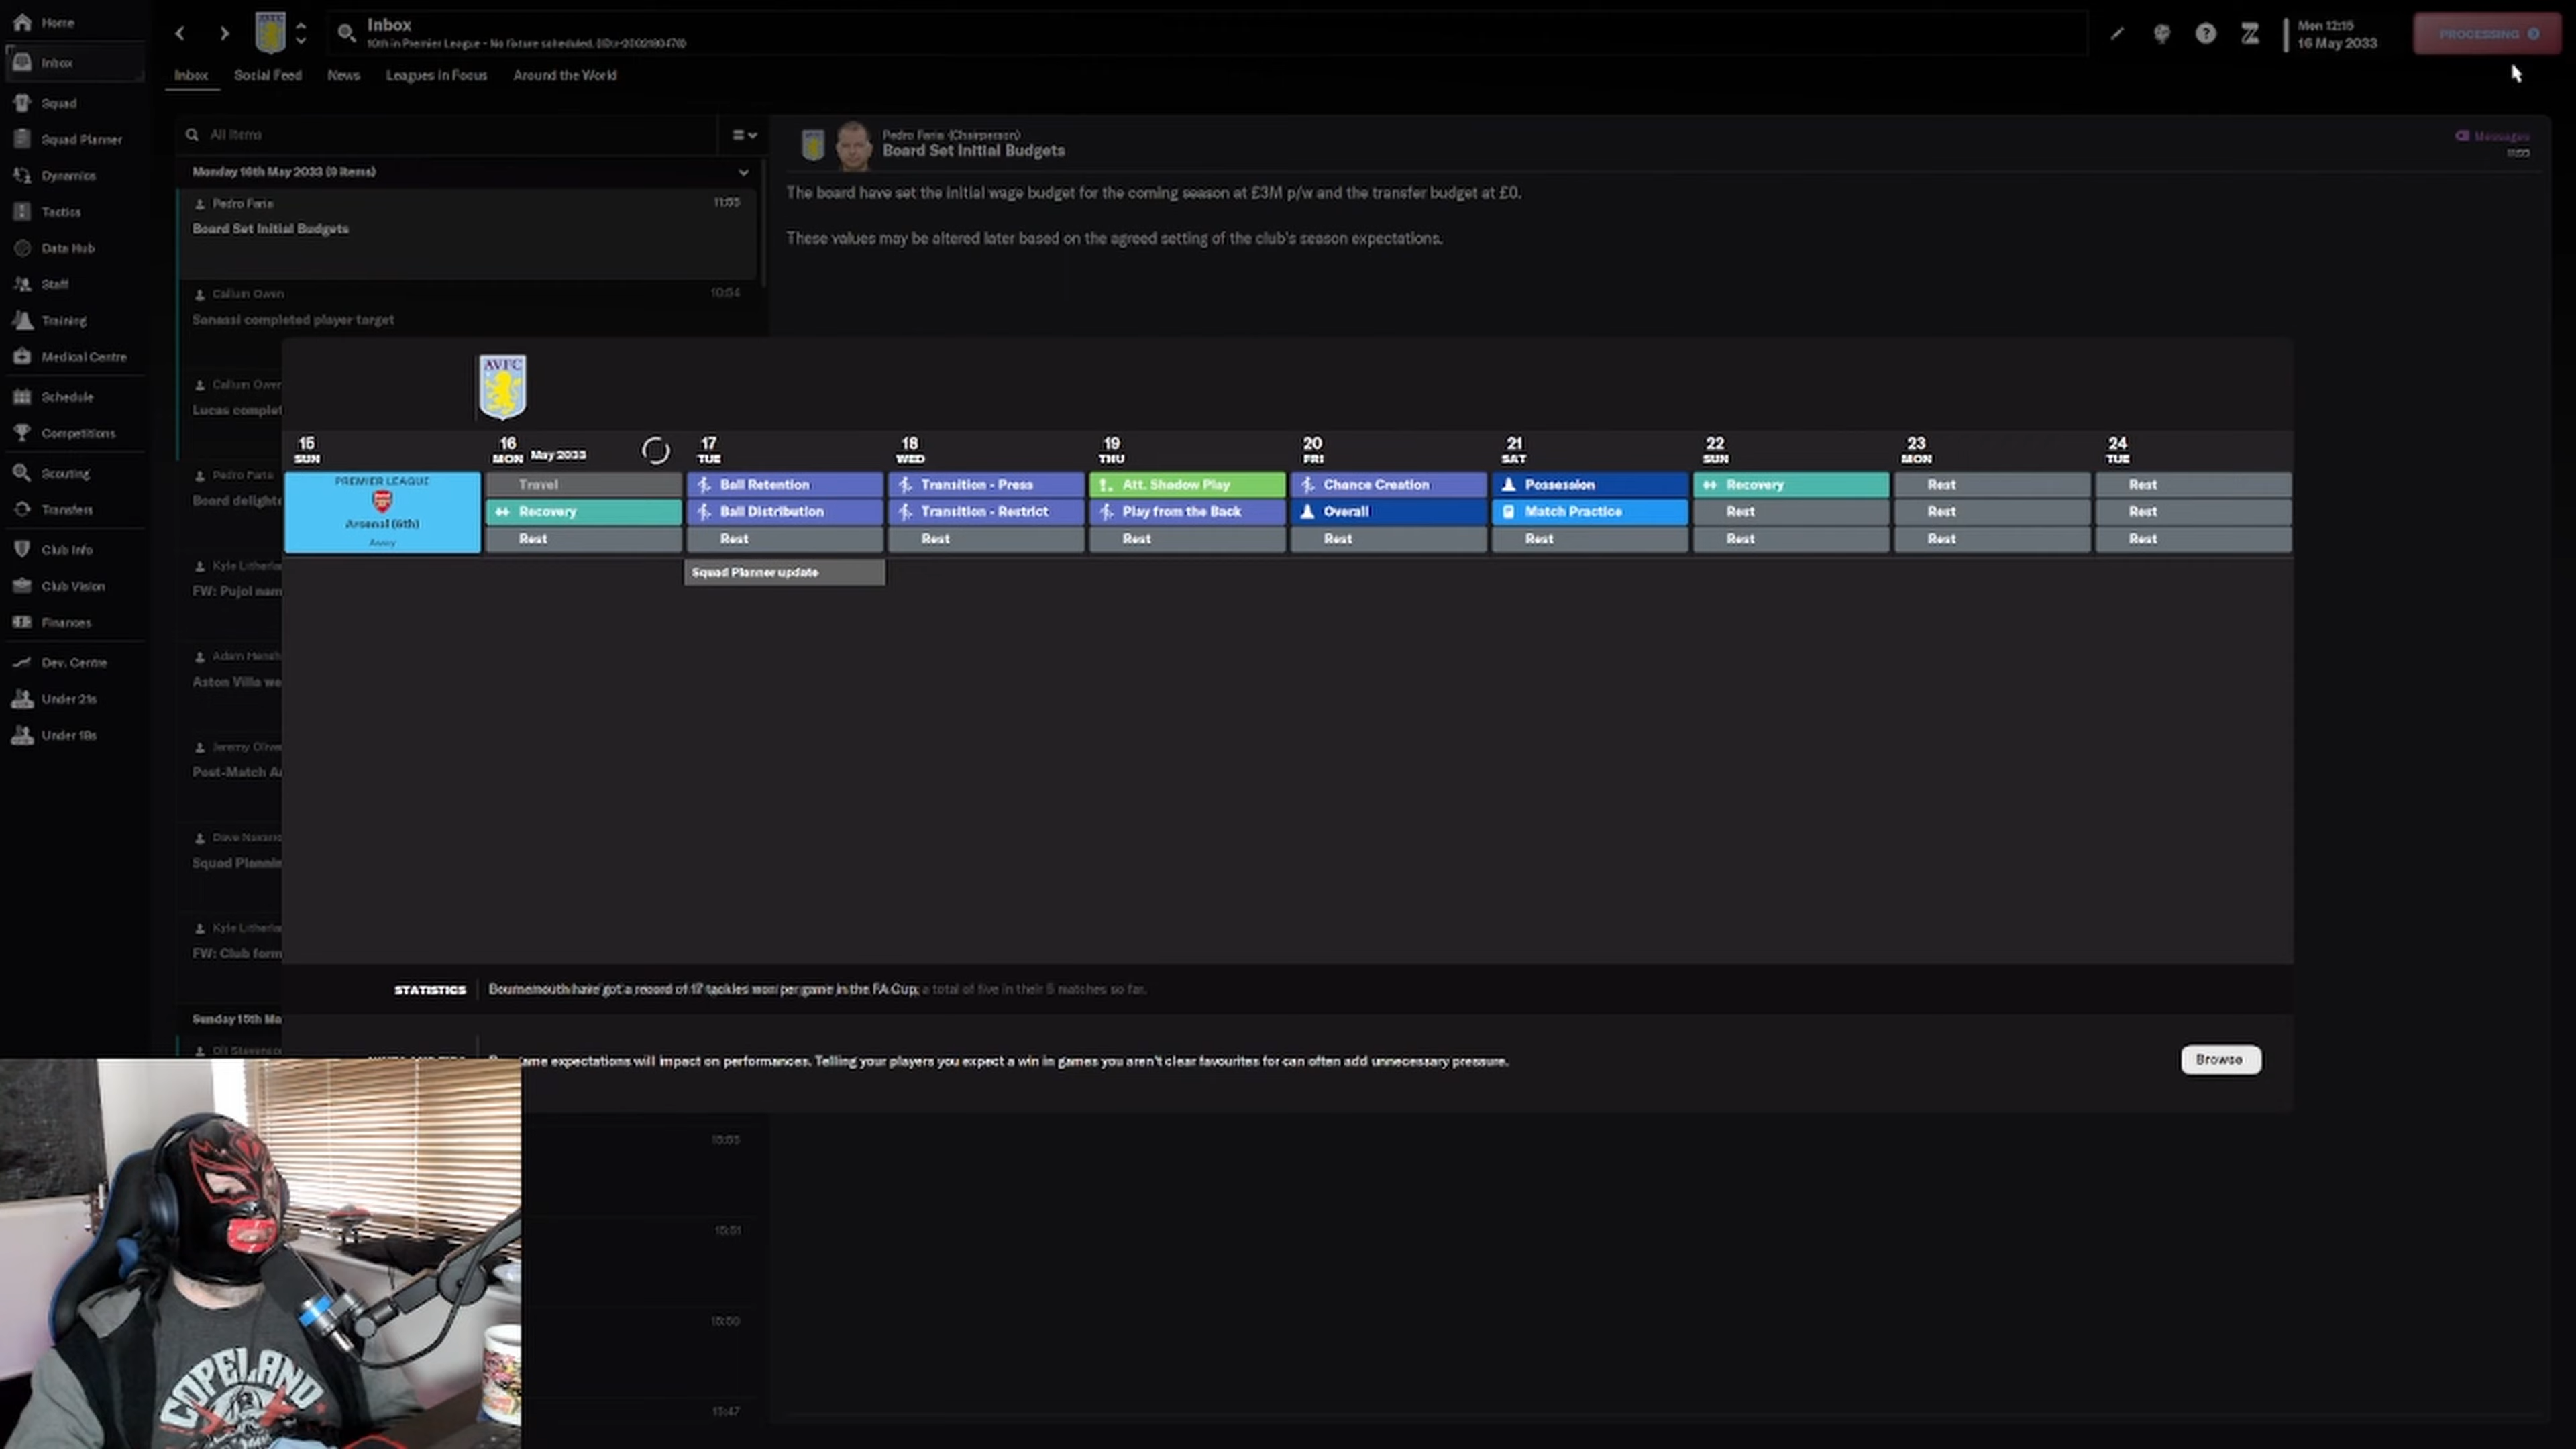 Home
Inbox
Squad
Squad Planner
Dynamics
Tactics
Data Hub
Staff
Training
Medical Centre
Schedule
Competitions
Scouting
Transfers
Club Info
Club Vision
Finances
Dev. Centre
Under 21s
Under 18s
Inbox
10th in Premier League - No fixture scheduled.
Mon 12:15
16 May 2033
PROCESSING
Inbox Social Feed News Leagues in Focus Around the World
All Items
Monday 16th May 2033 (9 items)
Pedro Faria 11:55
Board Set Initial Budgets
Callum Owen 10:54
Sanassi completed player target
Callum Owen
Lucas complet
Pedro Faria
Board delighte
Kyle Litherla
FW: Pujol nam
Adam Hensh
Aston Villa wa
Jeremy Olive
Post-Match A
Squad Plannin
Kyle Litherla
FW: Club form
Sunday 15th Ma
15:47
Pedro Faria (Chairperson)
Board Set Initial Budgets
Messages
11:55
The board have set the initial wage budget for the coming season at £3M p/w and the transfer budget at £0.
These values may be altered later based on the agreed setting of the club's season expectations.
AVFC
15 SUN
16 MON May 2033
17 TUE
18 WED
19 THU
20 FRI
21 SAT
22 SUN
23 MON
24 TUE
PREMIER LEAGUE
Arsenal (6th)
Away
Travel
Recovery
Rest
Ball Retention
Ball Distribution
Rest
Squad Planner update
Transition - Press
Transition - Restrict
Rest
Att. Shadow Play
Play from the Back
Rest
Chance Creation
Overall
Rest
Possession
Match Practice
Rest
Recovery
Rest
Rest
Rest
Rest
Rest
Rest
Rest
Rest
STATISTICS
Bournemouth have got a record of 17 tackles won per game in the FA Cup. a total of five in their 5 matches so far.
ame expectations will impact on performances. Telling your players you expect a win in games you aren't clear favourites for can often add unnecessary pressure.
Browse
COPELAND